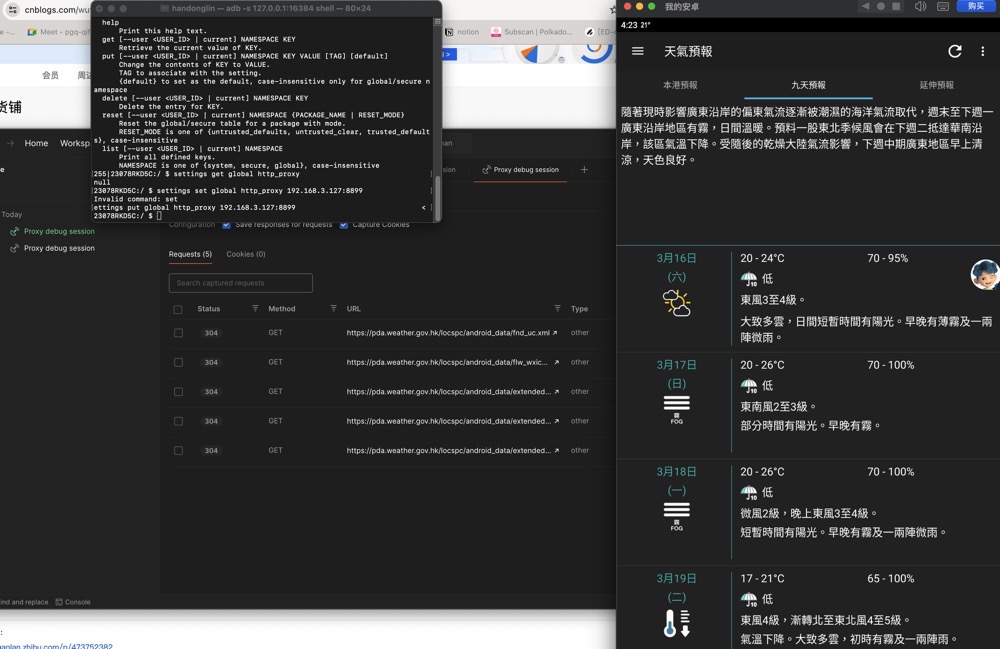 cnblogs.com/wu
Meet – pgq-qif
会员
周边
货铺
handonglin — adb -s 127.0.0.1:16384 shell — 80×24
help
Print this help text.
get [--user <USER_ID> | current] NAMESPACE KEY
Retrieve the current value of KEY.
put [--user <USER_ID> | current] NAMESPACE KEY VALUE [TAG] [default]
Change the contents of KEY to VALUE.
TAG to associate with the setting.
{default} to set as the default, case-insensitive only for global/secure n
amespace
delete [--user <USER_ID> | current] NAMESPACE KEY
Delete the entry for KEY.
reset [--user <USER_ID> | current] NAMESPACE {PACKAGE_NAME | RESET_MODE}
Reset the global/secure table for a package with mode.
RESET_MODE is one of {untrusted_defaults, untrusted_clear, trusted_default
s}, case-insensitive
list [--user <USER_ID> | current] NAMESPACE
Print all defined keys.
NAMESPACE is one of {system, secure, global}, case-insensitive
|255|23078RKD5C:/ $ settings get global http_proxy ]
null
|23078RKD5C:/ $ settings set global http_proxy 192.168.3.127:8899 ]
Invalid command: set
ettings put global http_proxy 192.168.3.127:8899 < ]
23078RKD5C:/ $
notion
Subscan | Polkado...
Home
Worksp
Today
Proxy debug session
Proxy debug session
Proxy debug session
Configuration
Save responses for requests
Capture Cookies
Requests (5)
Cookies (0)
Search captured requests
Status
Method
URL
Type
304 GET https://pda.weather.gov.hk/locspc/android_data/fnd_uc.xml other
304 GET https://pda.weather.gov.hk/locspc/android_data/flw_wxic... other
304 GET https://pda.weather.gov.hk/locspc/android_data/extended... other
304 GET https://pda.weather.gov.hk/locspc/android_data/extended... other
304 GET https://pda.weather.gov.hk/locspc/android_data/extended... other
ind and replace
Console
anlan.zhihu.com/p/473752382
我的安卓
购买
4:23 21°
天氣預報
本港預報
九天預報
延伸預報
隨著現時影響廣東沿岸的偏東氣流逐漸被潮濕的海洋氣流取代，週末至下週一
廣東沿岸地區有霧，日間溫暖。預料一股東北季候風會在下週二抵達華南沿
岸，該區氣溫下降。受隨後的乾燥大陸氣流影響，下週中期廣東地區早上清
涼，天色良好。
3月16日
(六)
20 - 24°C
70 - 95%
低
東風3至4級。
大致多雲，日間短暫時間有陽光。早晚有薄霧及一兩
陣微雨。
3月17日
(日)
霧
FOG
20 - 26°C
70 - 100%
低
東南風2至3級。
部分時間有陽光。早晚有霧。
3月18日
(一)
霧
FOG
20 - 26°C
70 - 100%
低
微風2級，晚上東風3至4級。
短暫時間有陽光。早晚有霧及一兩陣微雨。
3月19日
(二)
17 - 21°C
65 - 100%
低
東風4級，漸轉北至東北風4至5級。
氣溫下降。大致多雲，初時有霧及一兩陣微雨。